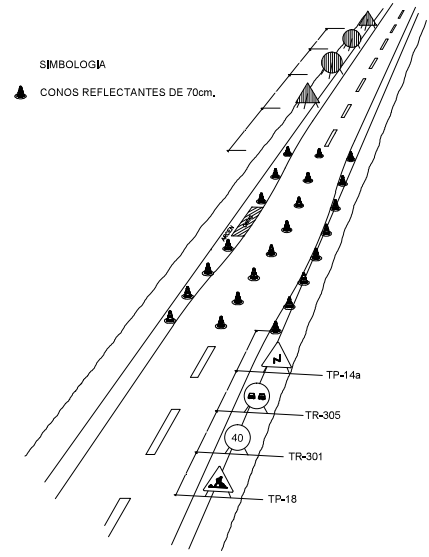 SIMBOLOGIA
CONOS REFLECTANTES DE 70cm.
TP-14a
TR-305
40
TR-301
TP-18